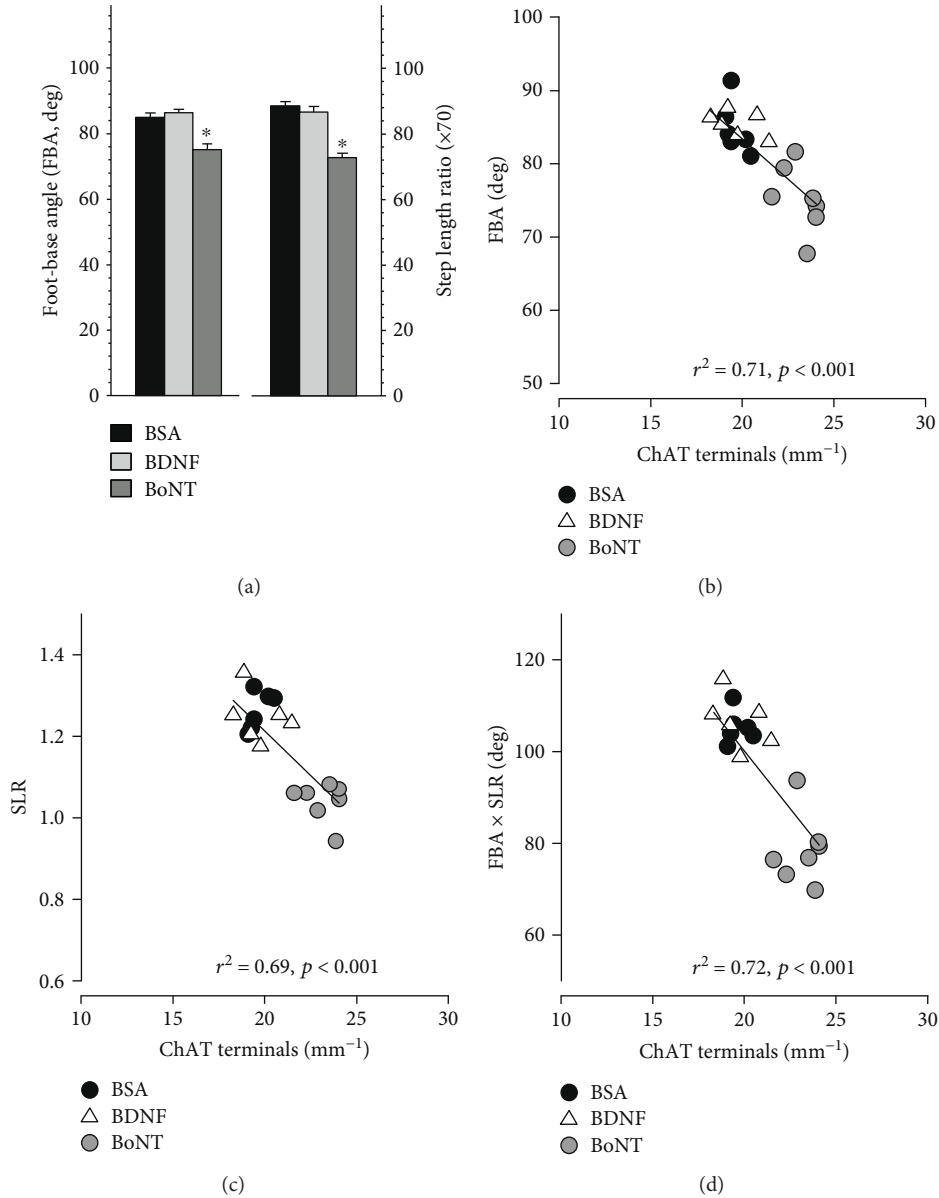 Foot-base angle (FBA, deg)
100
80
60
40
20
0
*
*
100
80
60
40
20
0
Step length ratio (×70)
BSA
BDNF
BoNT
(a)
FBA (deg)
100
90
80
70
60
50
r² = 0.71, p < 0.001
10 15 20 25 30
ChAT terminals (mm⁻¹)
BSA
BDNF
BoNT
(b)
SLR
1.4
1.2
1.0
0.8
0.6
r² = 0.69, p < 0.001
10 15 20 25 30
ChAT terminals (mm⁻¹)
BSA
BDNF
BoNT
(c)
FBA × SLR (deg)
120
100
80
60
r² = 0.72, p < 0.001
10 15 20 25 30
ChAT terminals (mm⁻¹)
BSA
BDNF
BoNT
(d)